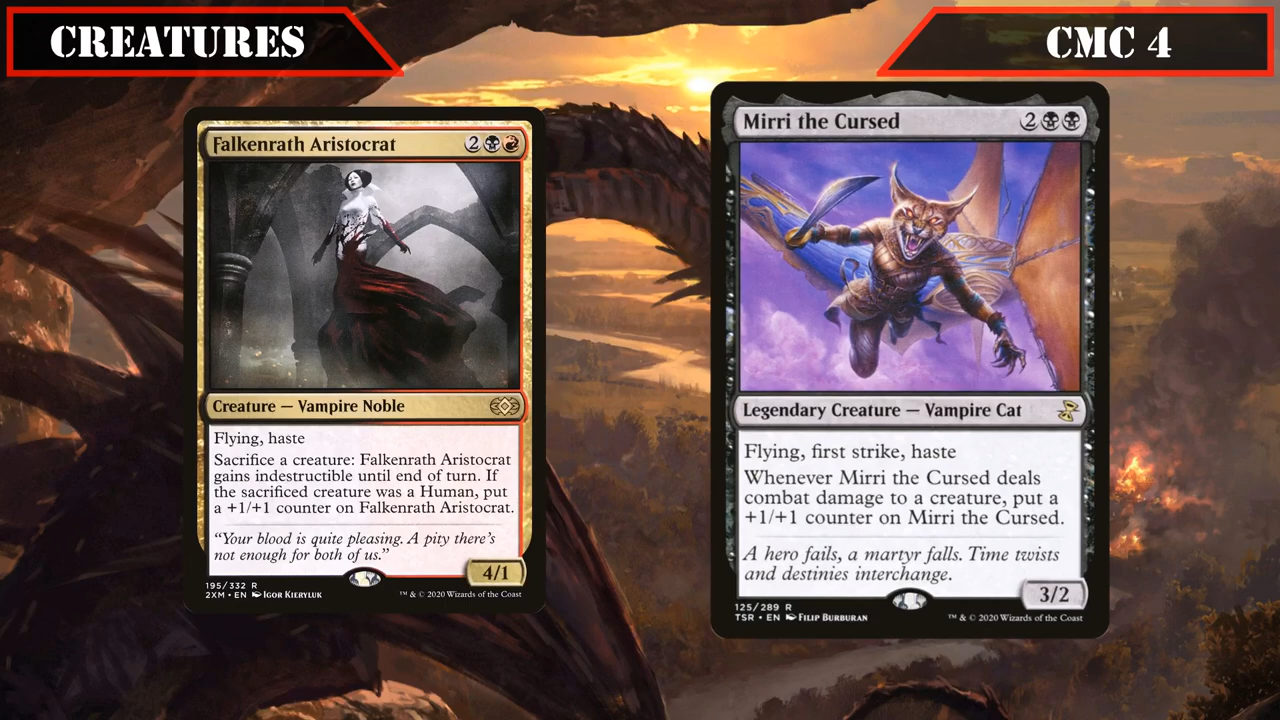 CREATURES
CMC 4
Falkenrath Aristocrat 2
Creature — Vampire Noble
Flying, haste
Sacrifice a creature: Falkenrath Aristocrat
gains indestructible until end of turn. If
the sacrificed creature was a Human, put
a +1/+1 counter on Falkenrath Aristocrat.
“Your blood is quite pleasing. A pity there’s
not enough for both of us.”
4/1
195/332 R
2XM • EN IGOR KIERYLUK
™ & © 2020 Wizards of the Coast
Mirri the Cursed 2
Legendary Creature — Vampire Cat
Flying, first strike, haste
Whenever Mirri the Cursed deals
combat damage to a creature, put a
+1/+1 counter on Mirri the Cursed.
A hero fails, a martyr falls. Time twists
and destinies interchange.
3/2
125/289 R
TSR • EN FILIP BURBURAN
™ & © 2020 Wizards of the Coast